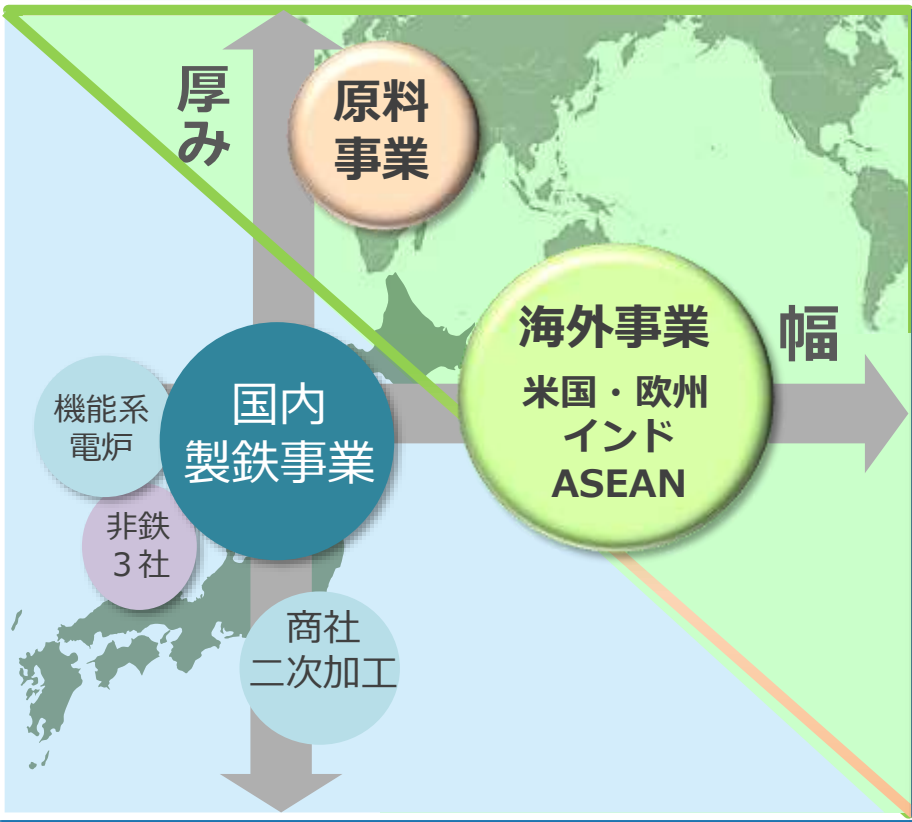 厚み
原料
事業
幅
海外事業
米国・欧州
インド
ASEAN
国内
製鉄事業
機能系
電炉
非鉄
３社
商社
二次加工